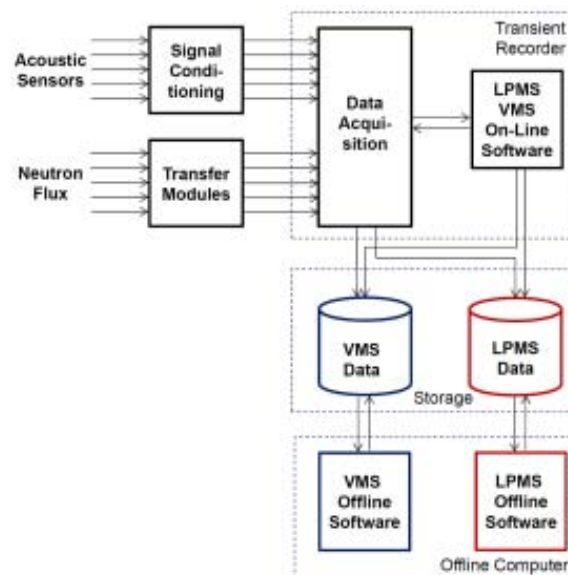 Transient
Recorder
Acoustic
Sensors
Signal
Condi-
tioning
Data
Acqui-
sition
LPMS
VMS
On-Line
Software
Neutron
Flux
Transfer
Modules
VMS
Data
LPMS
Data
Storage
VMS
Offline
Software
LPMS
Offline
Software
Offline Computer